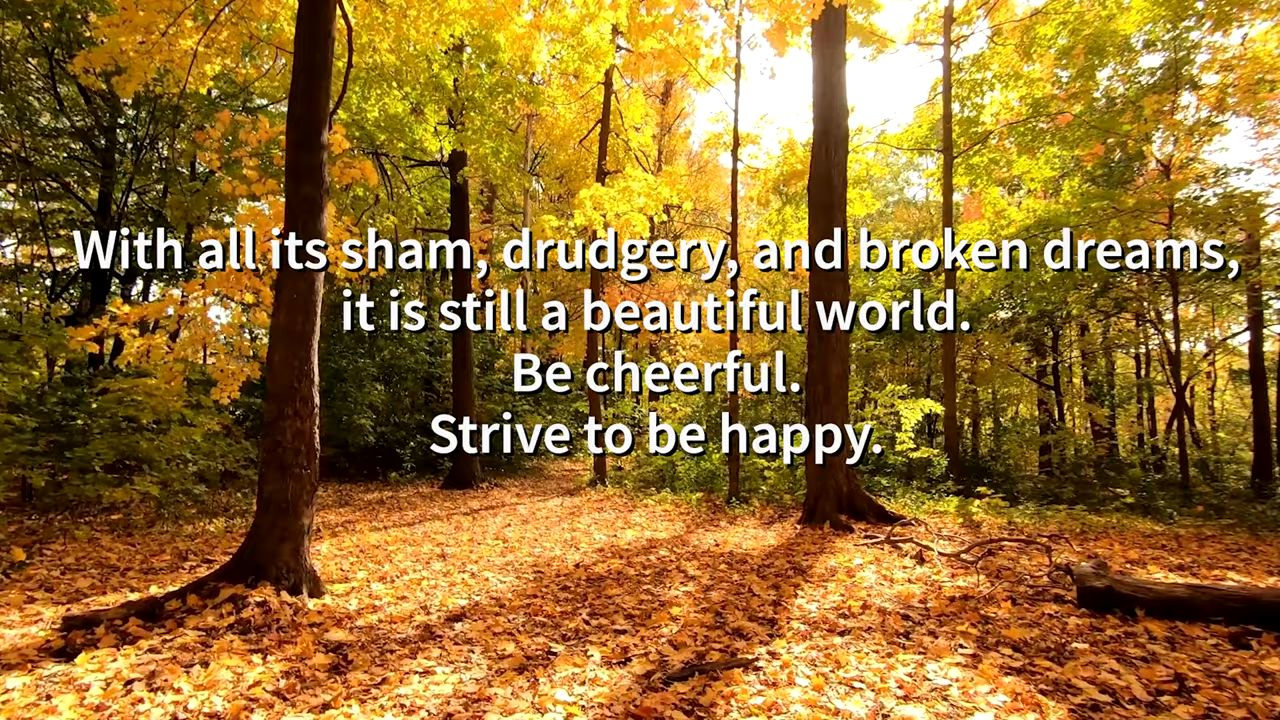 With all its sham, drudgery, and broken dreams,
it is still a beautiful world.
Be cheerful.
Strive to be happy.